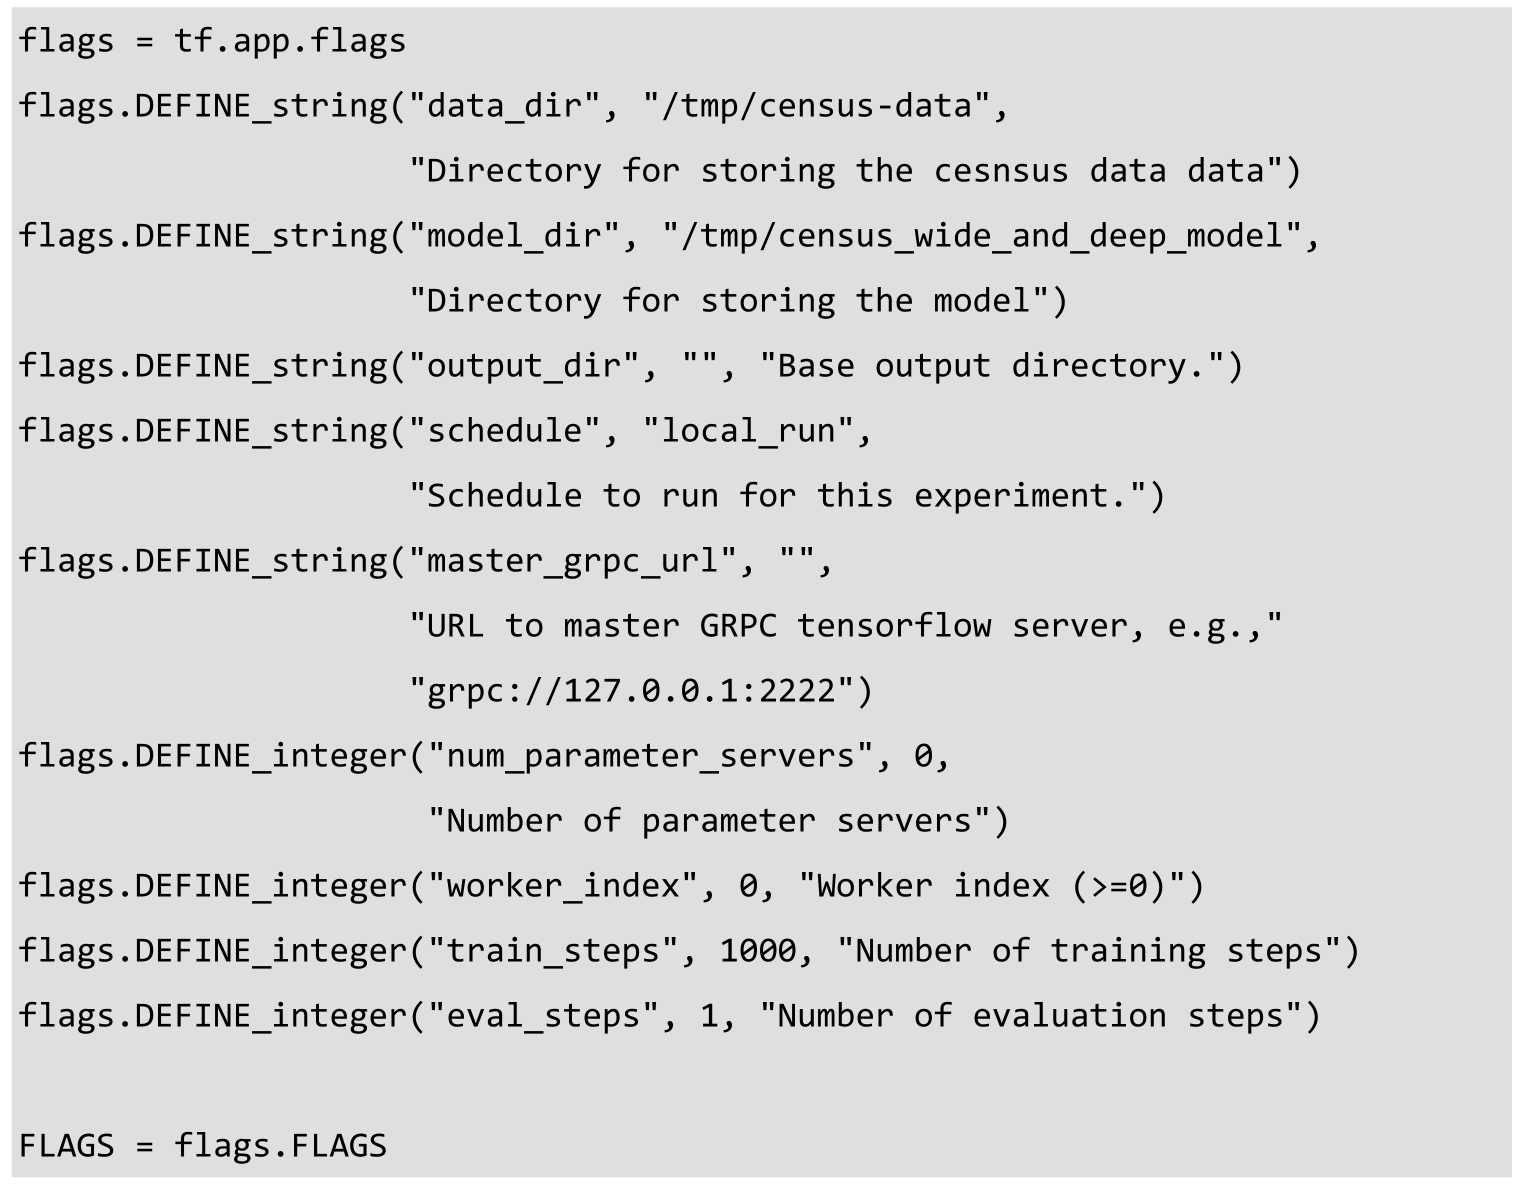 flags = tf.app.flags
flags.DEFINE_string("data_dir", "/tmp/census-data",
                    "Directory for storing the cesnsus data data")
flags.DEFINE_string("model_dir", "/tmp/census_wide_and_deep_model",
                    "Directory for storing the model")
flags.DEFINE_string("output_dir", "", "Base output directory.")
flags.DEFINE_string("schedule", "local_run",
                    "Schedule to run for this experiment.")
flags.DEFINE_string("master_grpc_url", "",
                    "URL to master GRPC tensorflow server, e.g.,"
                    "grpc://127.0.0.1:2222")
flags.DEFINE_integer("num_parameter_servers", 0,
                     "Number of parameter servers")
flags.DEFINE_integer("worker_index", 0, "Worker index (>=0)")
flags.DEFINE_integer("train_steps", 1000, "Number of training steps")
flags.DEFINE_integer("eval_steps", 1, "Number of evaluation steps")

FLAGS = flags.FLAGS